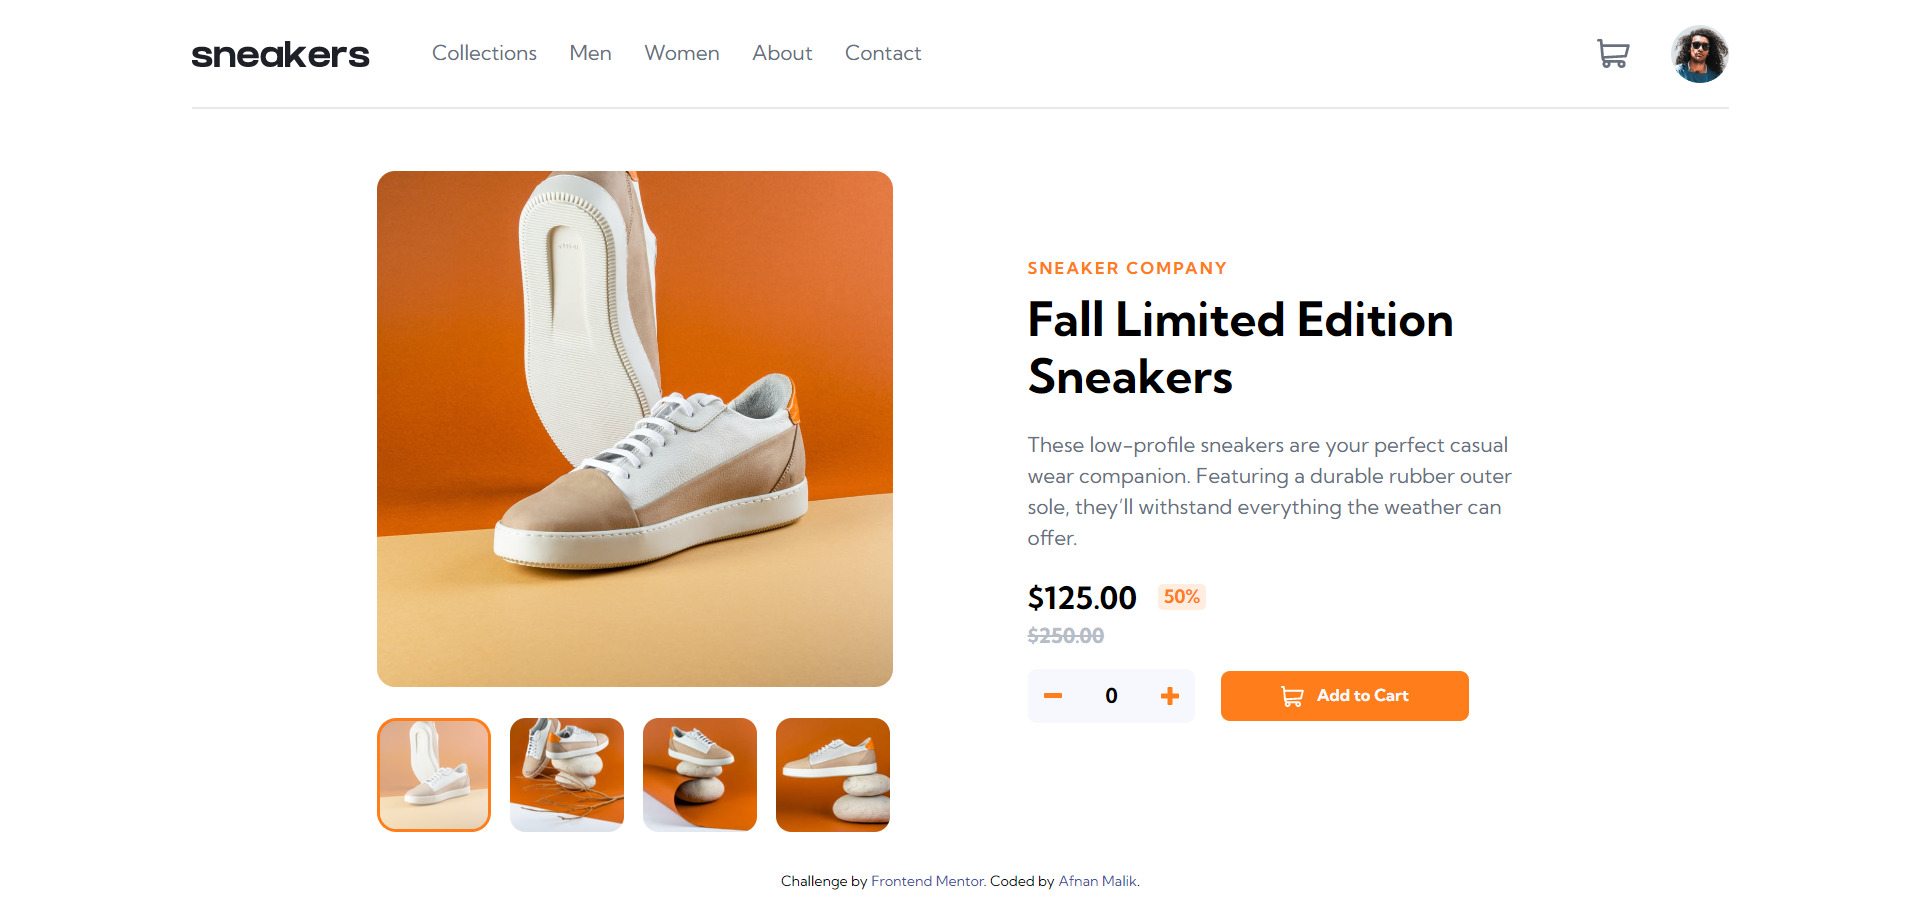 sneakers Collections Men Women About Contact
SNEAKER COMPANY
Fall Limited Edition
Sneakers
These low-profile sneakers are your perfect casual
wear companion. Featuring a durable rubber outer
sole, they’ll withstand everything the weather can
offer.
$125.00 50%
$250.00
0 Add to Cart
Challenge by Frontend Mentor. Coded by Afnan Malik.